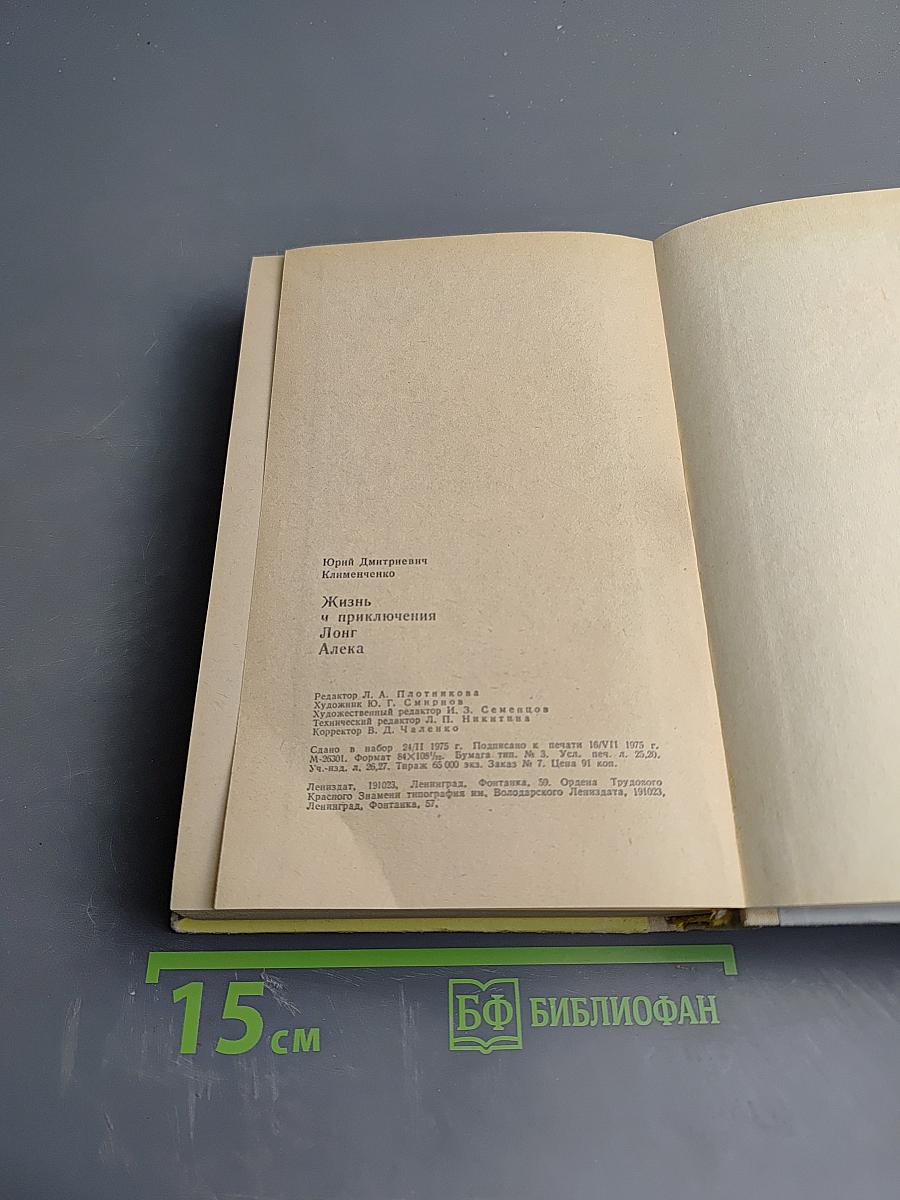 Юрий Дмитриевич
Клименченко
Жизнь
и приключения
Лонг
Алека
Редактор Л. А. Плотникова
Художник Ю. Г. Смирнов
Художественный редактор И. З. Семенцов
Технический редактор Л. П. Никитина
Корректор В. Д. Чаленко
Сдано в набор 24/II 1975 г. Подписано к печати 16/VII 1975 г.
М-26301. Формат 84×108¹/₃₂. Бумага тип. № 3. Усл. печ. л. 25,20.
Уч.-изд. л. 26,27. Тираж 65 000 экз. Заказ № 7. Цена 91 коп.
Лениздат, 191023, Ленинград, Фонтанка, 59. Ордена Трудового
Красного Знамени типография им. Володарского Лениздата, 191023,
Ленинград, Фонтанка, 57.
15 см
БФ БИБЛИОФАН